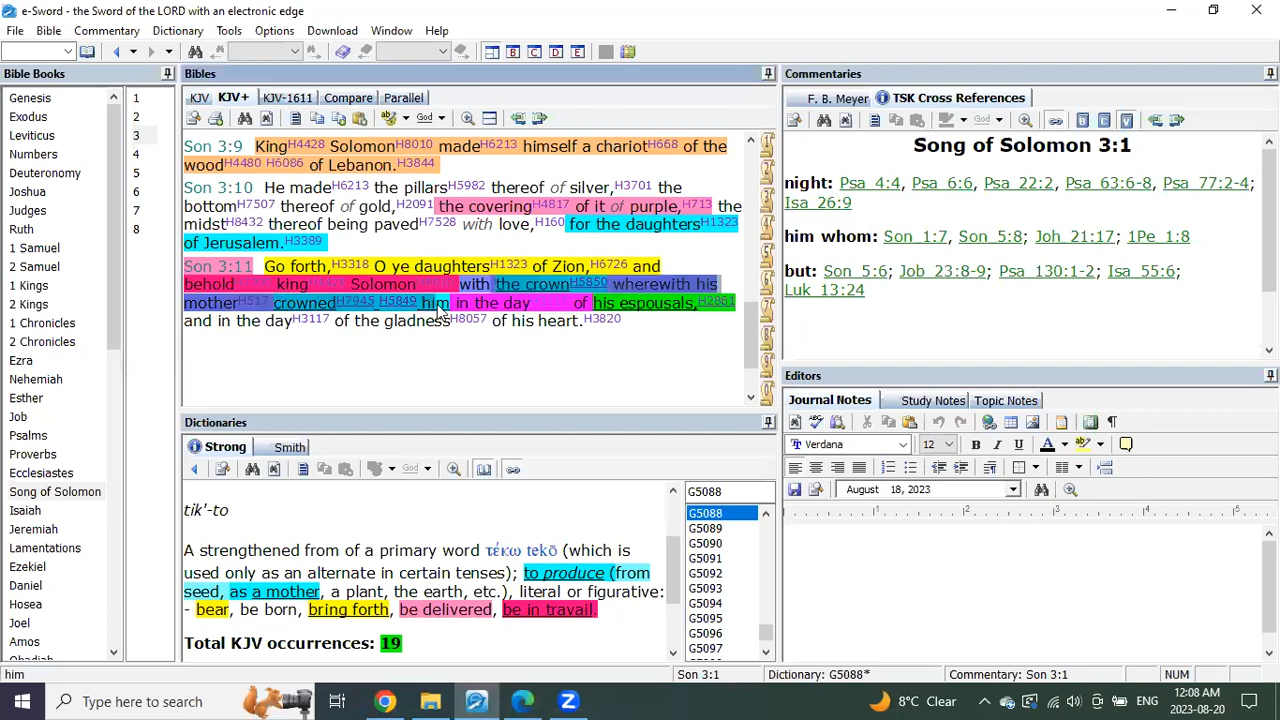 e-Sword - the Sword of the LORD with an electronic edge
File Bible Commentary Dictionary Tools Options Download Window Help
B C D E
Bible Books
Genesis
Exodus
Leviticus
Numbers
Deuteronomy
Joshua
Judges
Ruth
1 Samuel
2 Samuel
1 Kings
2 Kings
1 Chronicles
2 Chronicles
Ezra
Nehemiah
Esther
Job
Psalms
Proverbs
Ecclesiastes
Song of Solomon
Isaiah
Jeremiah
Lamentations
Ezekiel
Daniel
Hosea
Joel
Amos
1
2
3
4
5
6
7
8
Bibles
KJV KJV+ KJV-1611 Compare Parallel
God
Son 3:9 KingH4428 SolomonH8010 madeH6213 himself a chariotH668 of the
woodH4480 H6086 of Lebanon.H3844
Son 3:10 He madeH6213 the pillarsH5982 thereof of silver,H3701 the
bottomH7507 thereof of gold,H2091 the coveringH4817 of it of purple,H713 the
midstH8432 thereof being pavedH7528 with love,H160 for the daughtersH1323
of Jerusalem.H3389
Son 3:11 Go forth,H3318 O ye daughtersH1323 of Zion,H6726 and
behold king Solomon with the crownH5850 wherewith his
motherH517 crownedH7945 H5849 him in the day of his espousals,H2861
and in the dayH3117 of the gladnessH8057 of his heart.H3820
Dictionaries
Strong Smith
God
tik'-to
A strengthened from of a primary word τέκω tekō (which is
used only as an alternate in certain tenses); to produce (from
seed, as a mother, a plant, the earth, etc.), literal or figurative:
- bear, be born, bring forth, be delivered, be in travail.
Total KJV occurrences: 19
G5088
G5088
G5089
G5090
G5091
G5092
G5093
G5094
G5095
G5096
G5097
Commentaries
F. B. Meyer TSK Cross References
God B C V
Song of Solomon 3:1
night: Psa 4:4, Psa 6:6, Psa 22:2, Psa 63:6-8, Psa 77:2-4;
Isa 26:9
him whom: Son 1:7, Son 5:8; Joh 21:17; 1Pe 1:8
but: Son 5:6; Job 23:8-9; Psa 130:1-2; Isa 55:6;
Luk 13:24
Editors
Journal Notes Study Notes Topic Notes
Verdana 12 B I U A
August 18, 2023
1 2 3 4 5
him Son 3:1 Dictionary: G5088* Commentary: Son 3:1 NUM
Type here to search 8°C Clear ENG 12:08 AM
2023-08-20